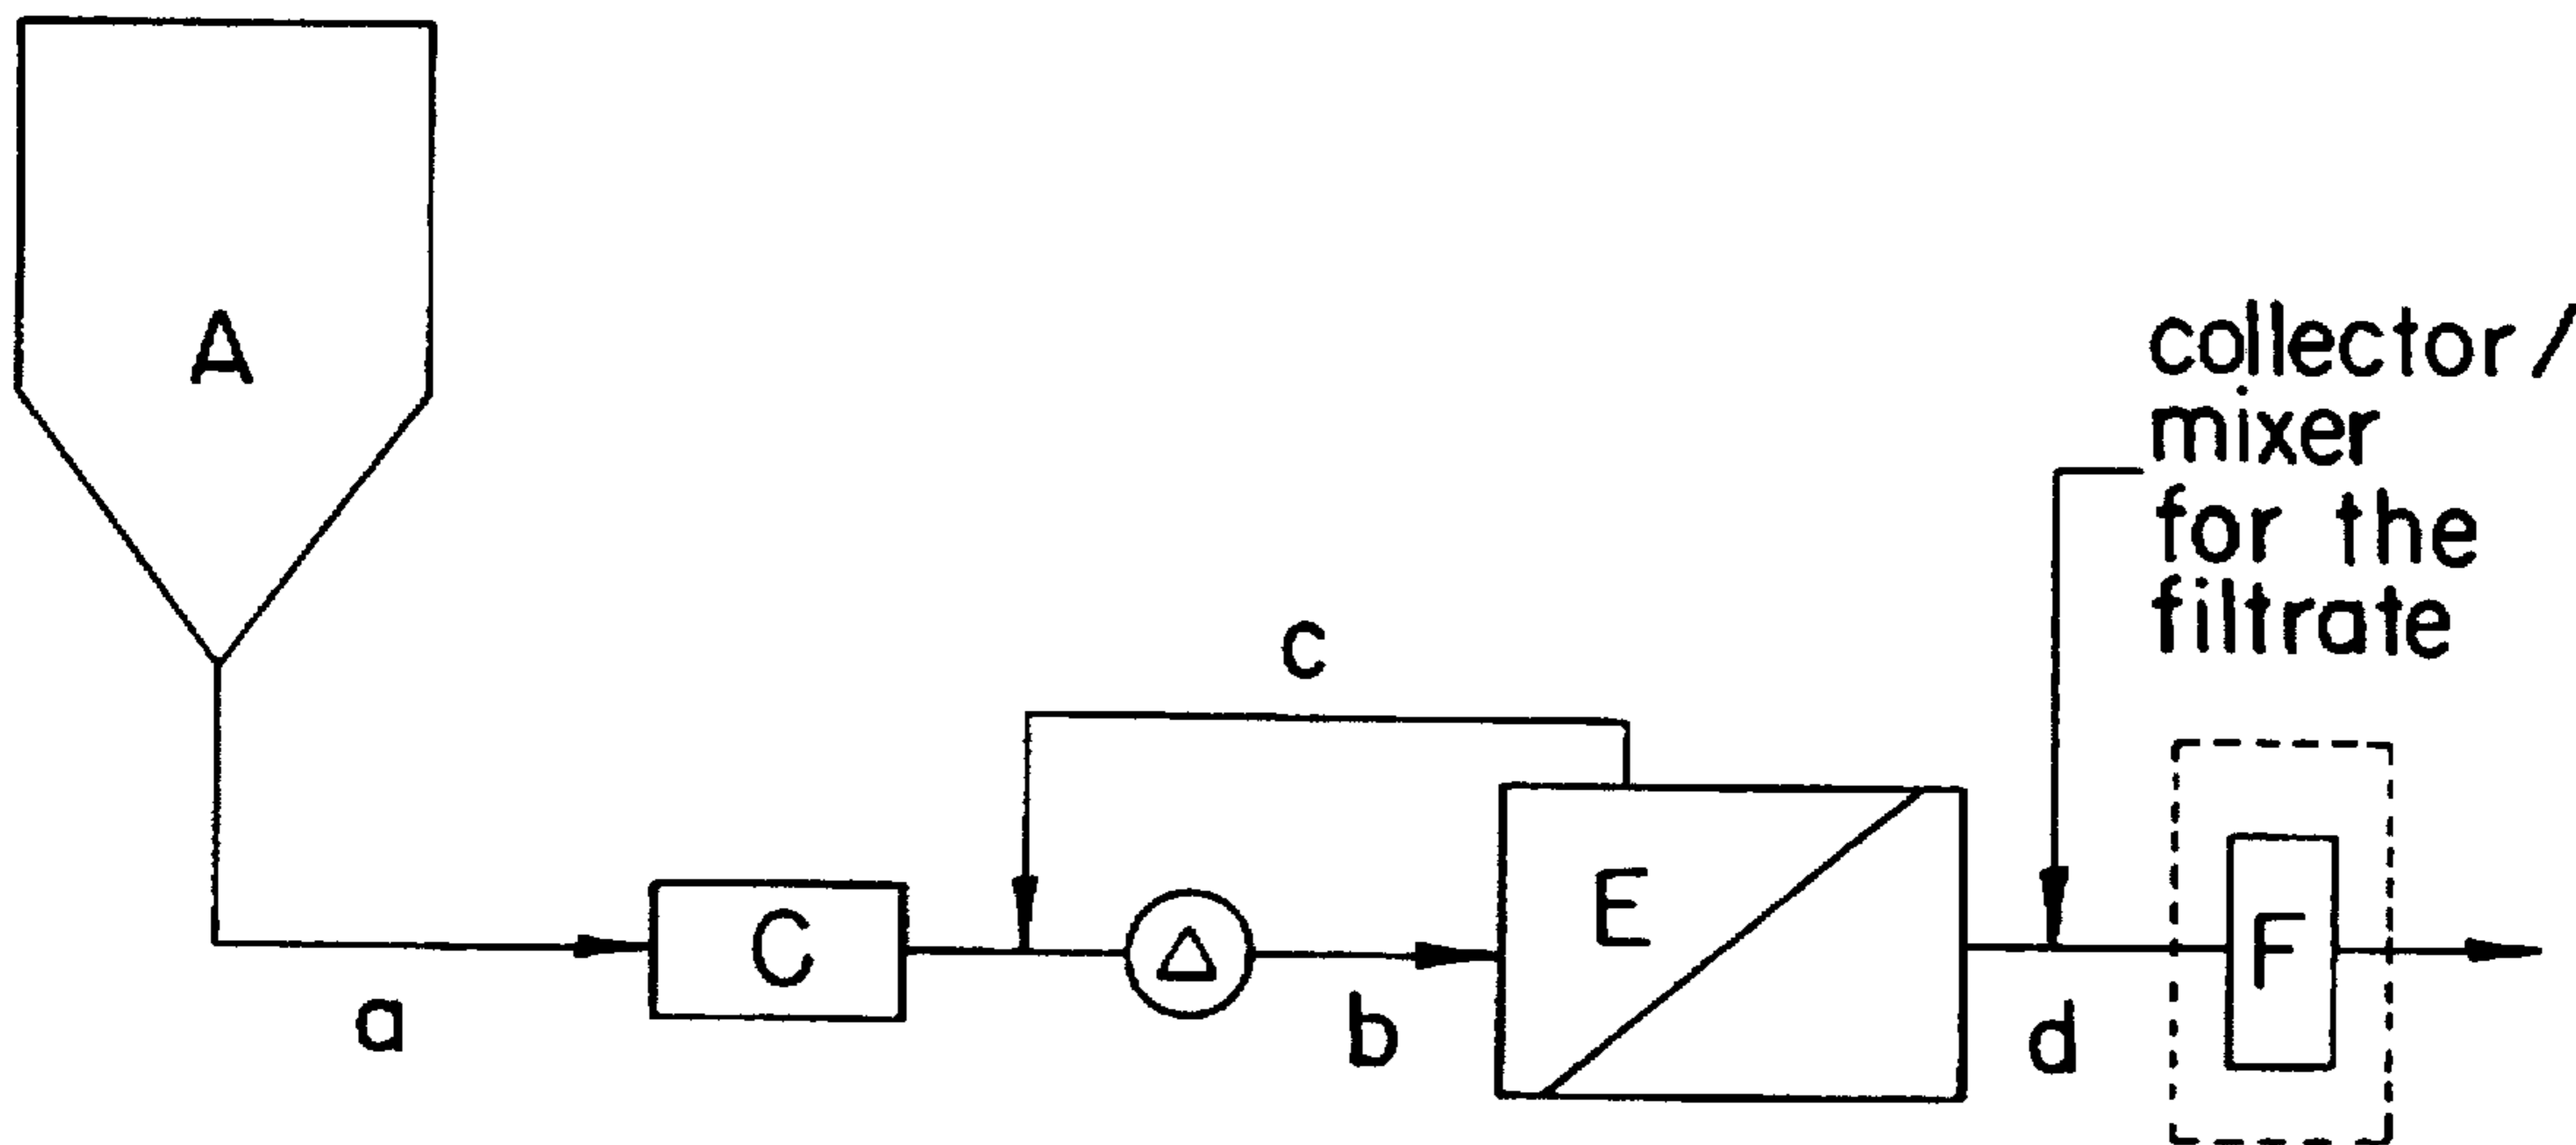 A
collector /
mixer
for the
filtrate
c
C
E
F
a
b
d